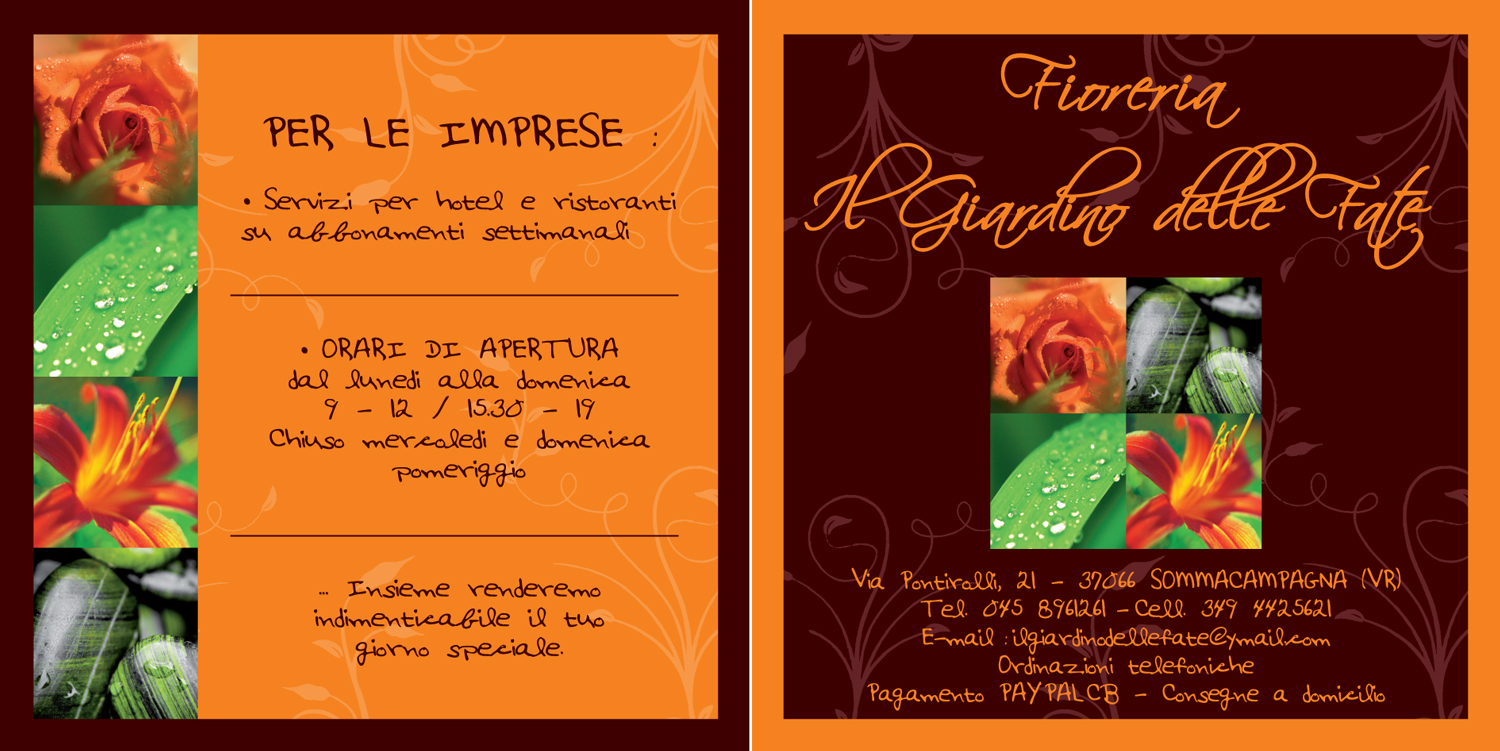 PER LE IMPRESE :
• Servizi per hotel e ristoranti
su abbonamenti settimanali
• ORARI DI APERTURA
dal lunedi alla domenica
9 - 12 / 15.30 - 19
Chiuso mercoledi e domenica
pomeriggio
... Insieme renderemo
indimenticabile il tuo
giorno speciale.
Fioreria
Il Giardino delle Fate
Via Pontirolli, 21 - 37066 SOMMACAMPAGNA (VR)
Tel. 045 8961261 - Cell. 349 4425621
E-mail : ilgiardinodellefate@ymail.com
Ordinazioni telefoniche
Pagamento PAYPAL CB - Consegne a domicilio